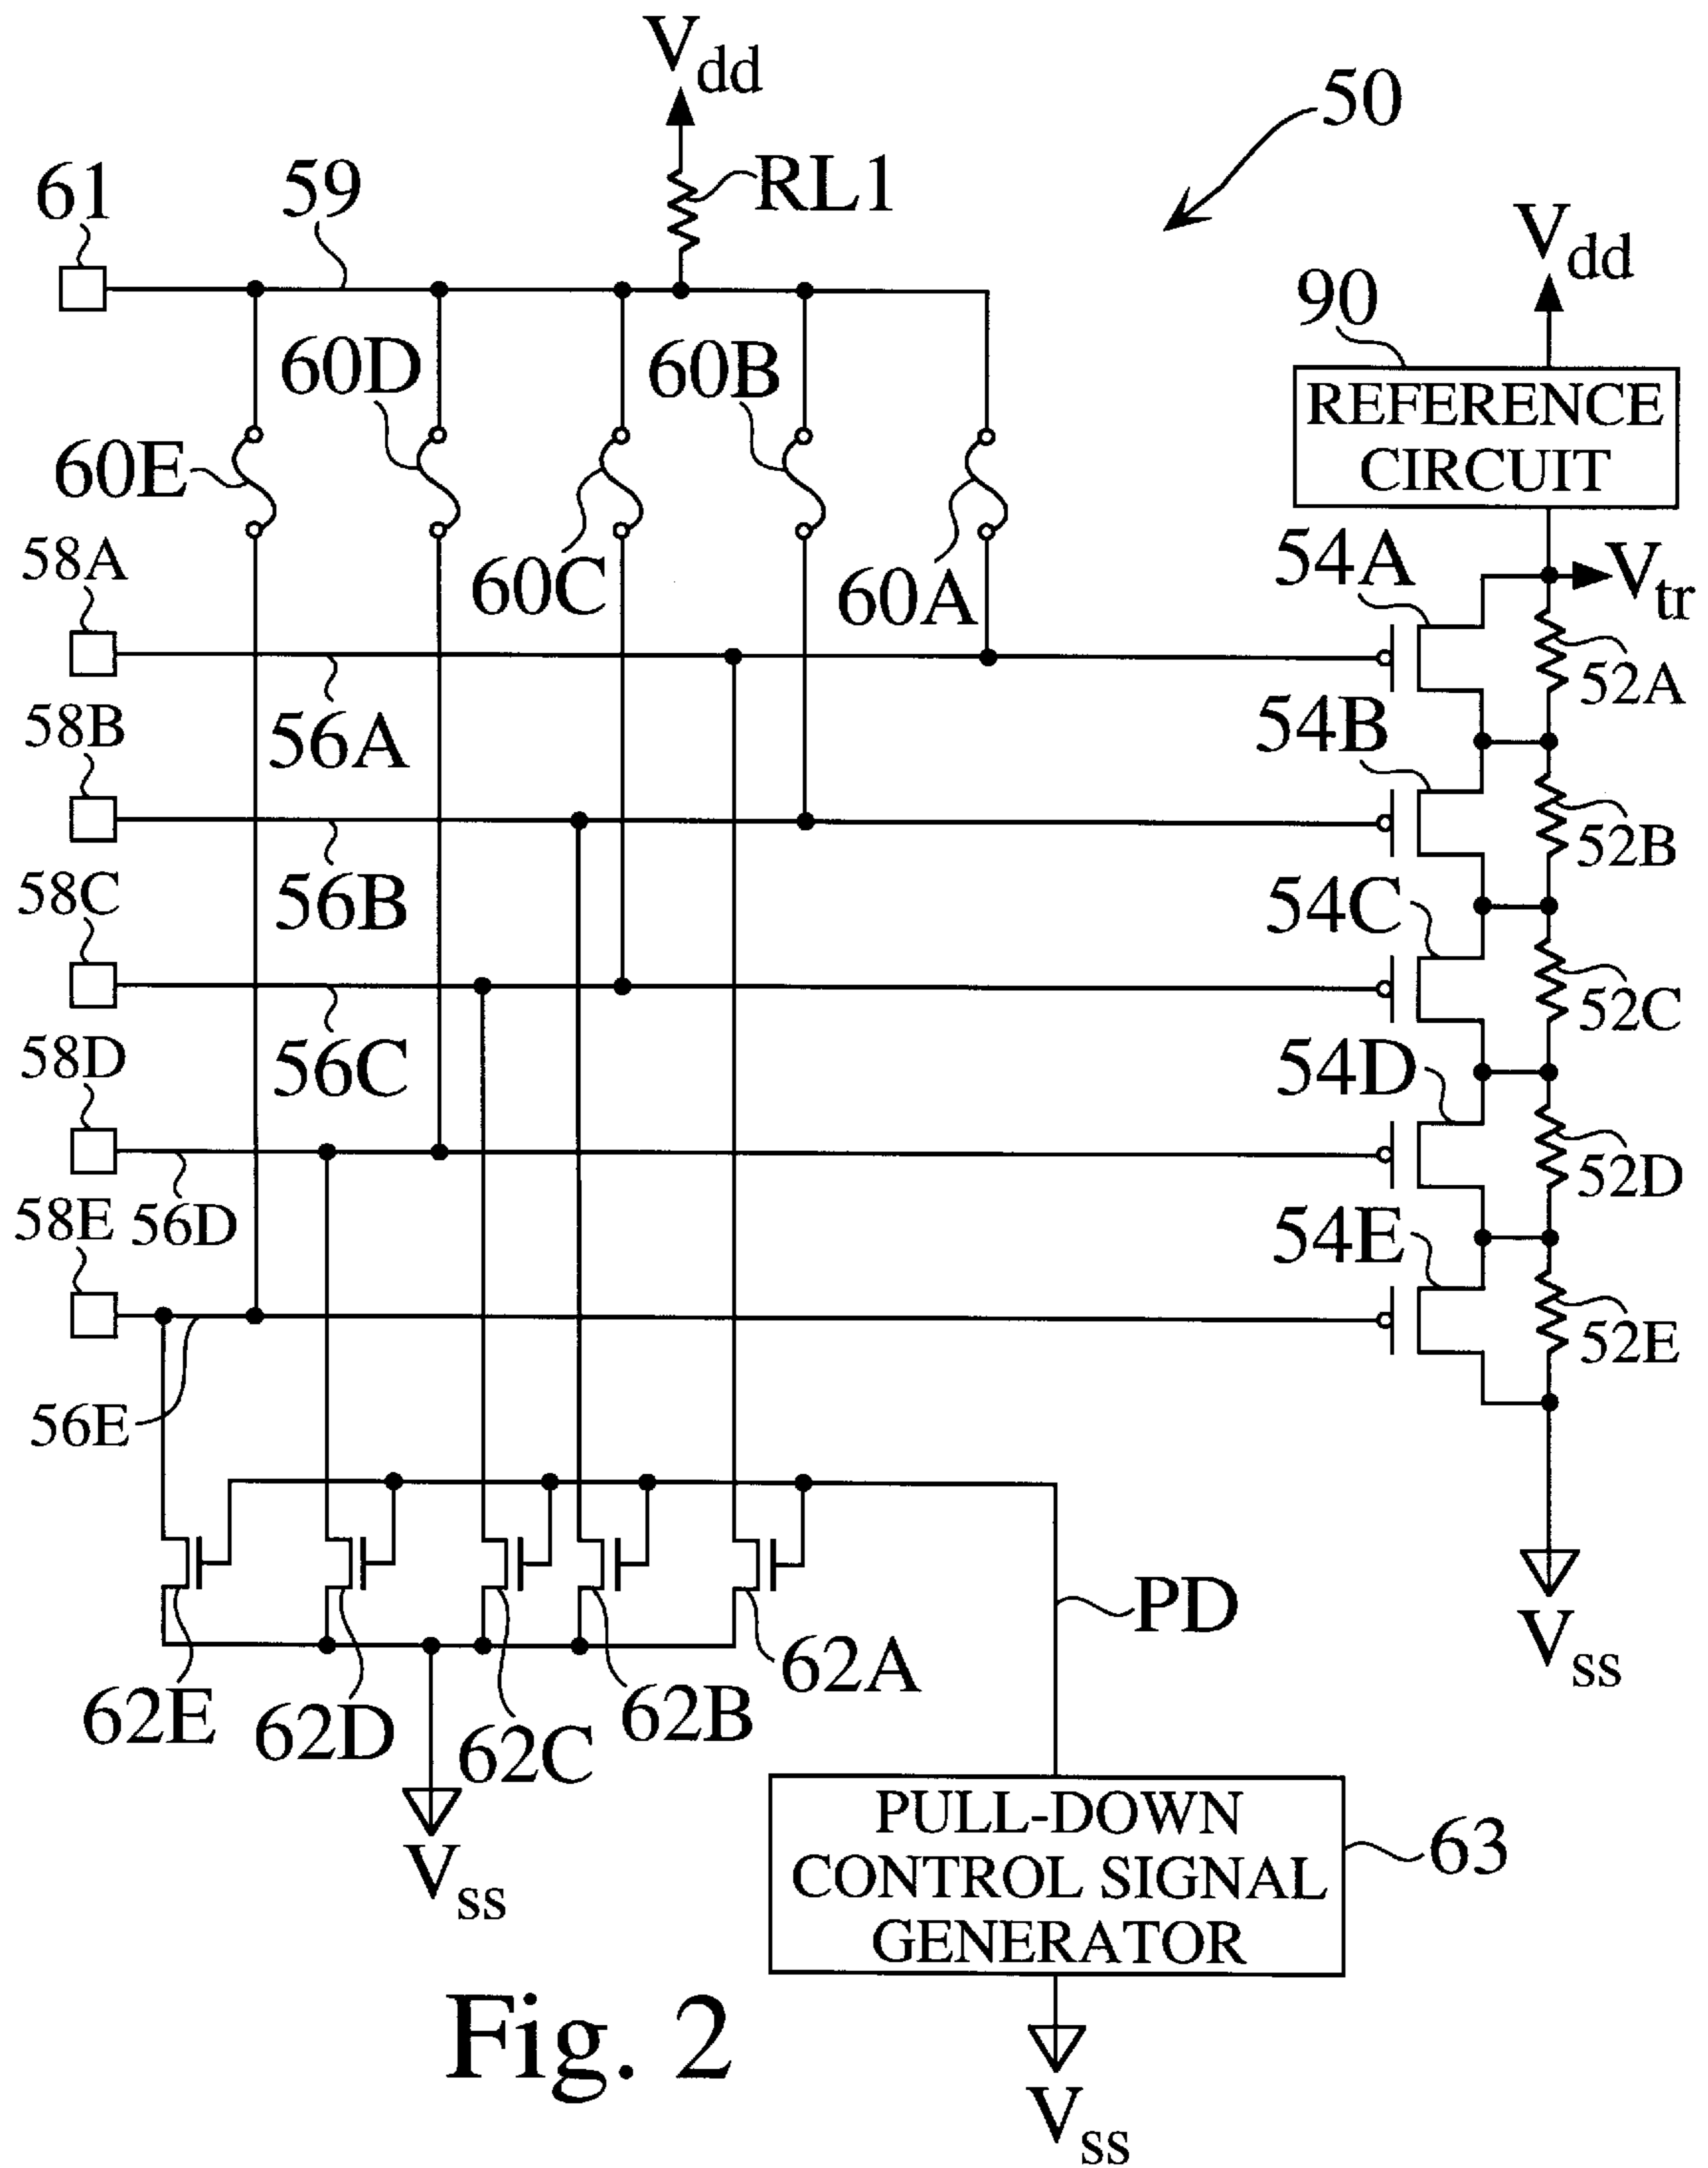 Vdd
50
61
59
RL1
Vdd
90
60D
60B
REFERENCE
CIRCUIT
60E
58A
54A
Vtr
60C
60A
52A
58B
56A
54B
52B
58C
56B
54C
52C
58D
56C
54D
52D
58E
56D
54E
52E
56E
PD
Vss
62A
62E
62D
62C
62B
PULL-DOWN
CONTROL SIGNAL
GENERATOR
63
Vss
Fig. 2
Vss